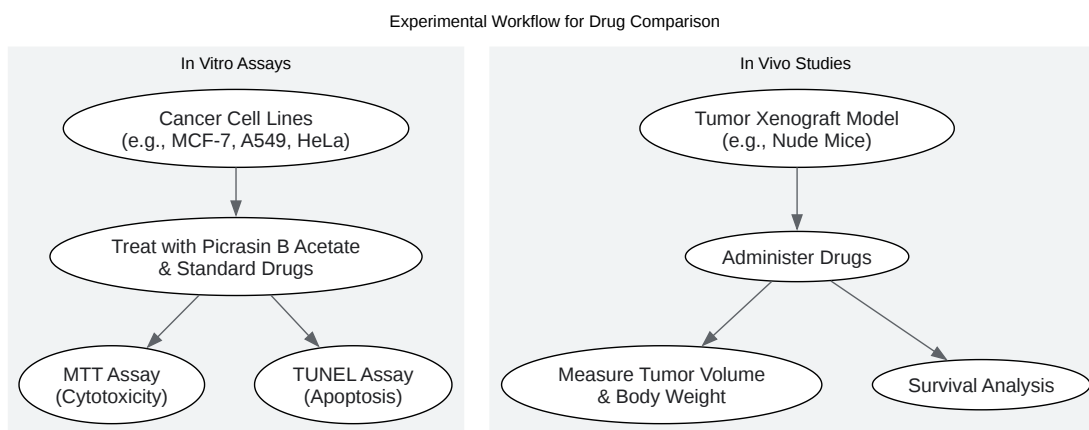 Experimental Workflow for Drug Comparison
In Vitro Assays
Cancer Cell Lines
(e.g., MCF-7, A549, HeLa)
Treat with Picrasin B Acetate
& Standard Drugs
MTT Assay
(Cytotoxicity)
TUNEL Assay
(Apoptosis)
In Vivo Studies
Tumor Xenograft Model
(e.g., Nude Mice)
Administer Drugs
Measure Tumor Volume
& Body Weight
Survival Analysis